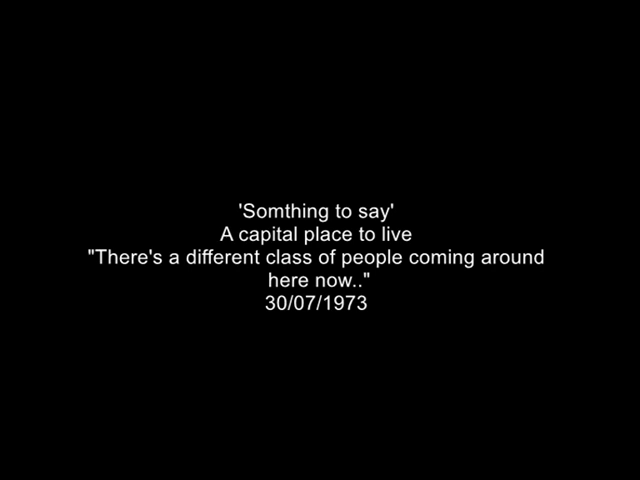 'Somthing to say'
A capital place to live
"There's a different class of people coming around
here now.."
30/07/1973